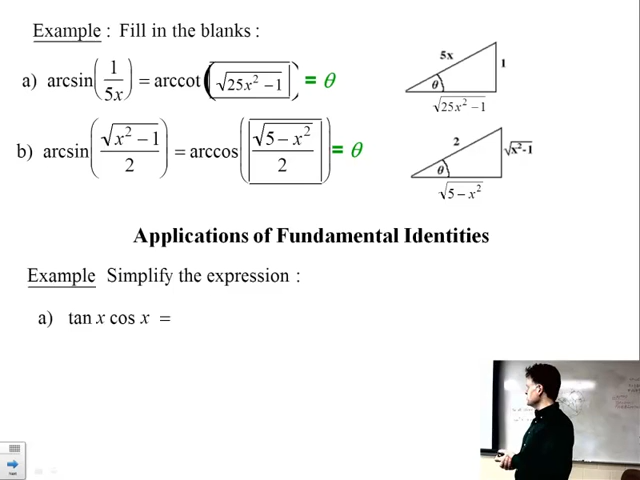 Example : Fill in the blanks :
a) arcsin(1/5x) = arccot(√25x² − 1) = θ
5x
1
θ
√25x² − 1
b) arcsin(√x² − 1/2) = arccos(√5 − x²/2) = θ
2
√x²-1
θ
√5 − x²
Applications of Fundamental Identities
Example Simplify the expression :
a) tan x cos x =